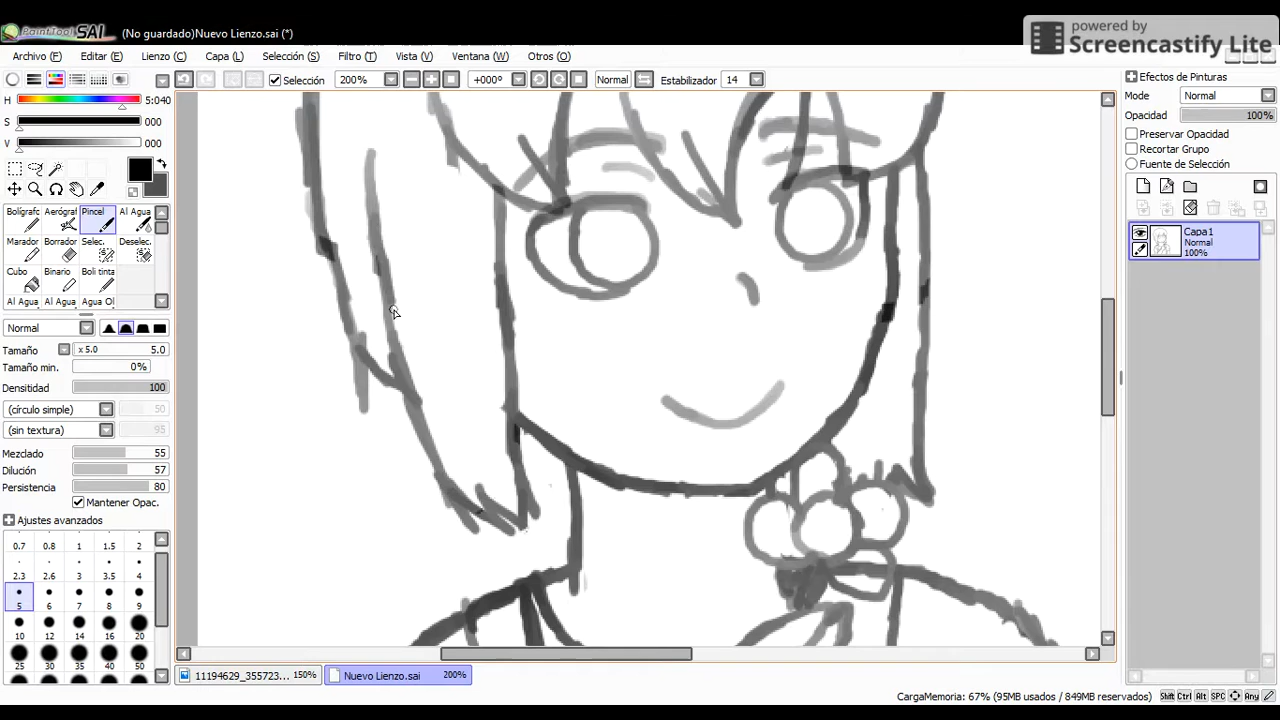 powered by
Screencastify Lite
PaintTool SAI (No guardado)Nuevo Lienzo.sai (*)
Archivo (F) Editar (E) Lienzo (C) Capa (L) Selección (S) Filtro (T) Vista (V) Ventana (W) Otros (O)
Selección 200% +000° Normal Estabilizador 14
H 5:040
S 000
V 000
Bolígrafo Aerógr Pincel Al Agua
Marador Borrador Selec. Deselec.
Cubo Binario Boli tinta
Al Agua Al Agua Agua Ol
Normal
Tamaño x 5.0 5.0
Tamaño min. 0%
Densitidad 100
(círculo simple) 50
(sin textura) 95
Mezclado 55
Dilución 57
Persistencia 80
Mantener Opac.
Ajustes avanzados
0.7 0.8 1 1.5 2
2.3 2.6 3 3.5 4
5 6 7 8 9
10 12 14 16 20
25 30 35 40 50
Efectos de Pinturas
Mode Normal
Opacidad 100%
Preservar Opacidad
Recortar Grupo
Fuente de Selección
Capa1
Normal
100%
11194629_355723... 150% Nuevo Lienzo.sai 200%
CargaMemoria: 67% (95MB usados / 849MB reservados) Shift Ctrl Alt SPC Any